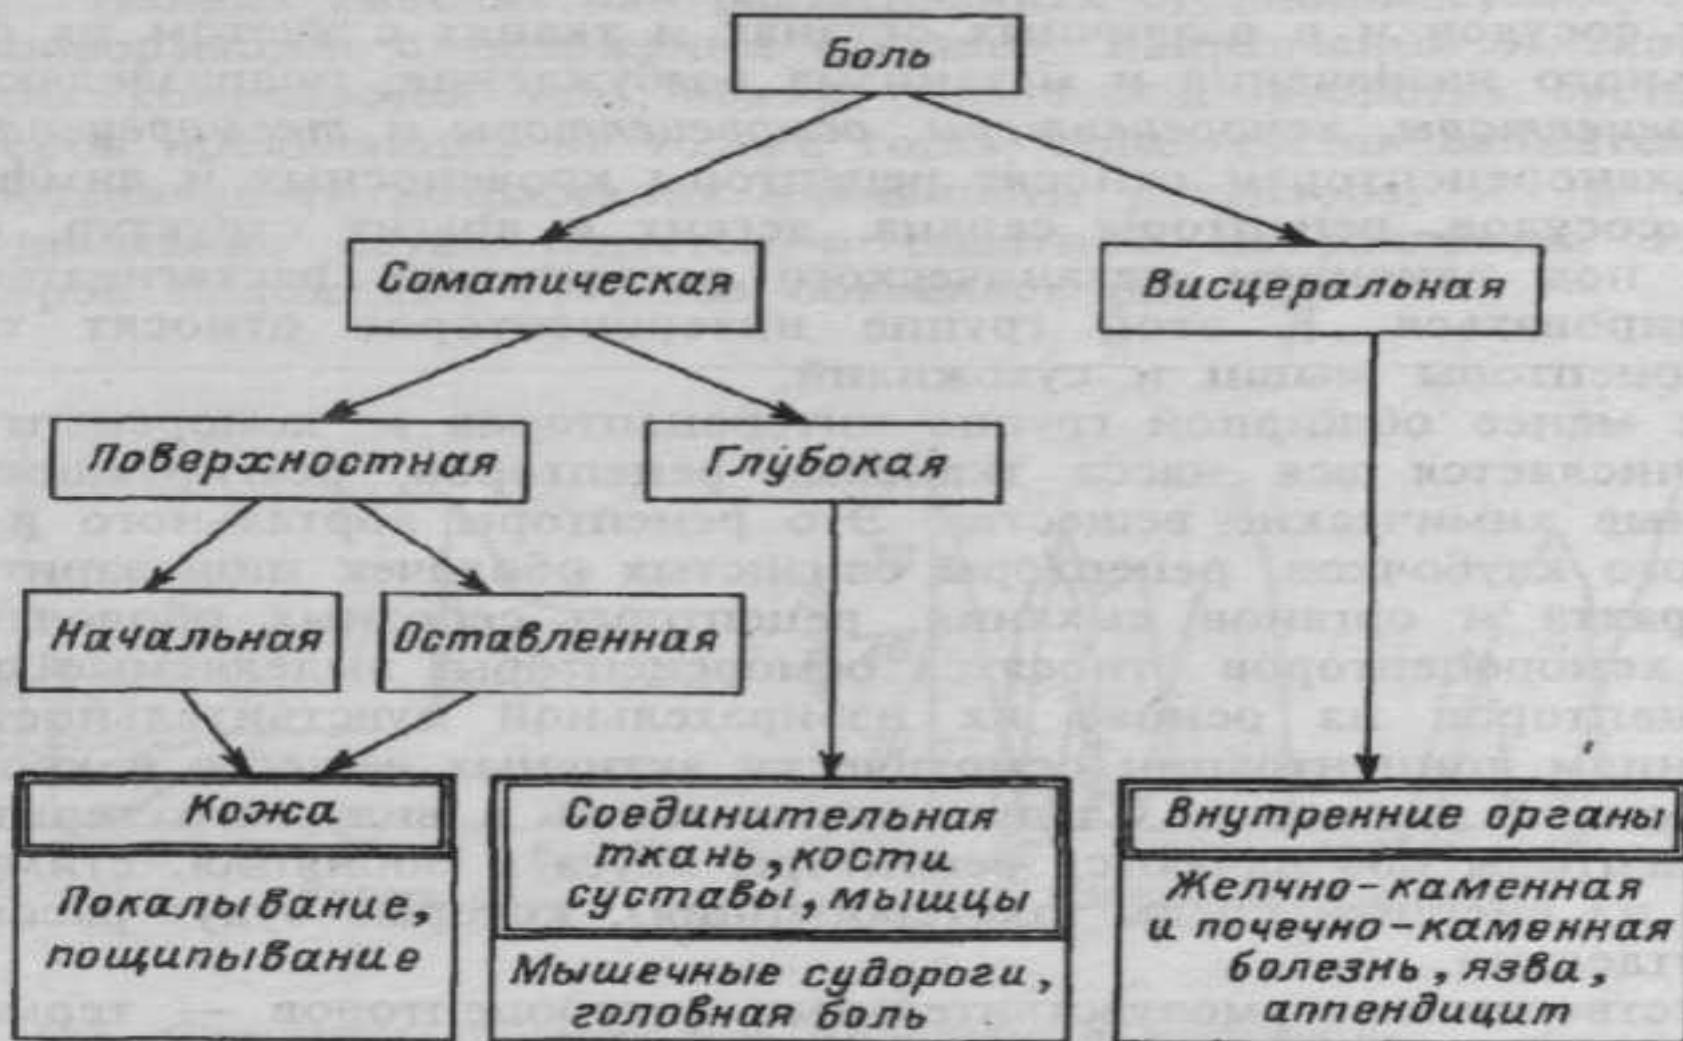 Боль
Соматическая
Висцеральная
Поверхностная
Глубокая
Начальная
Оставленная
Кожа
Покалывание,
пощипывание
Соединительная
ткань, кости
суставы, мышцы
Мышечные судороги,
головная боль
Внутренние органы
Желчно-каменная
и почечно-каменная
болезнь, язва,
аппендицит